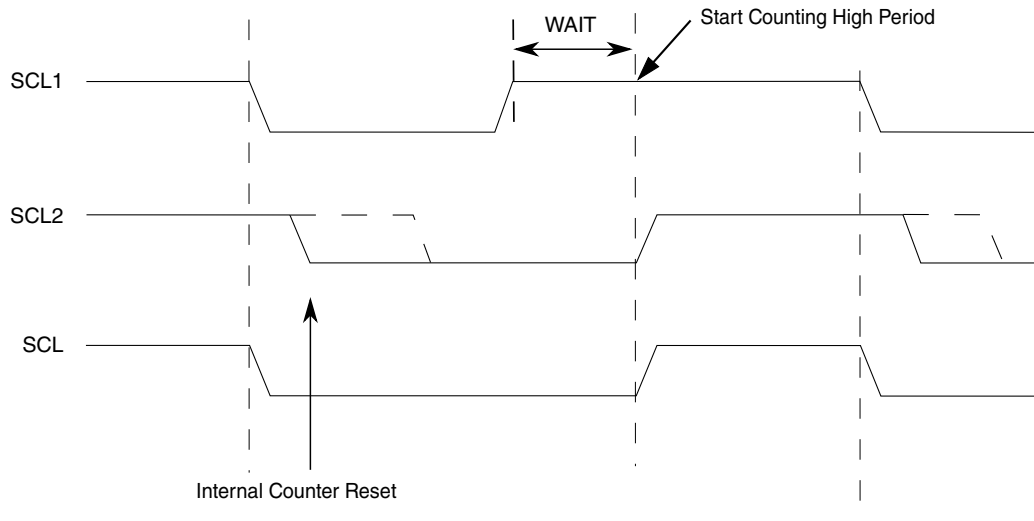 WAIT
Start Counting High Period
SCL1
SCL2
SCL
Internal Counter Reset